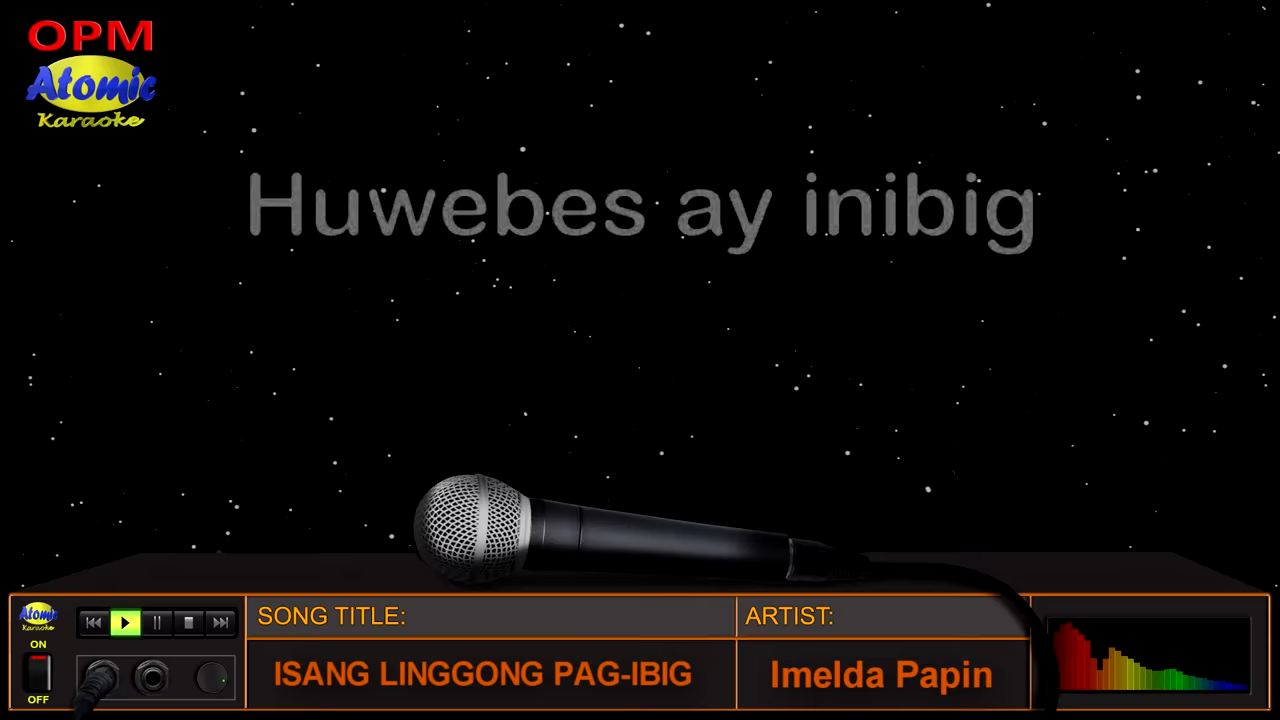 OPM
Atomic
Karaoke
Huwebes ay inibig
Atomic
Karaoke
ON
OFF
SONG TITLE:
ARTIST:
ISANG LINGGONG PAG-IBIG
Imelda Papin